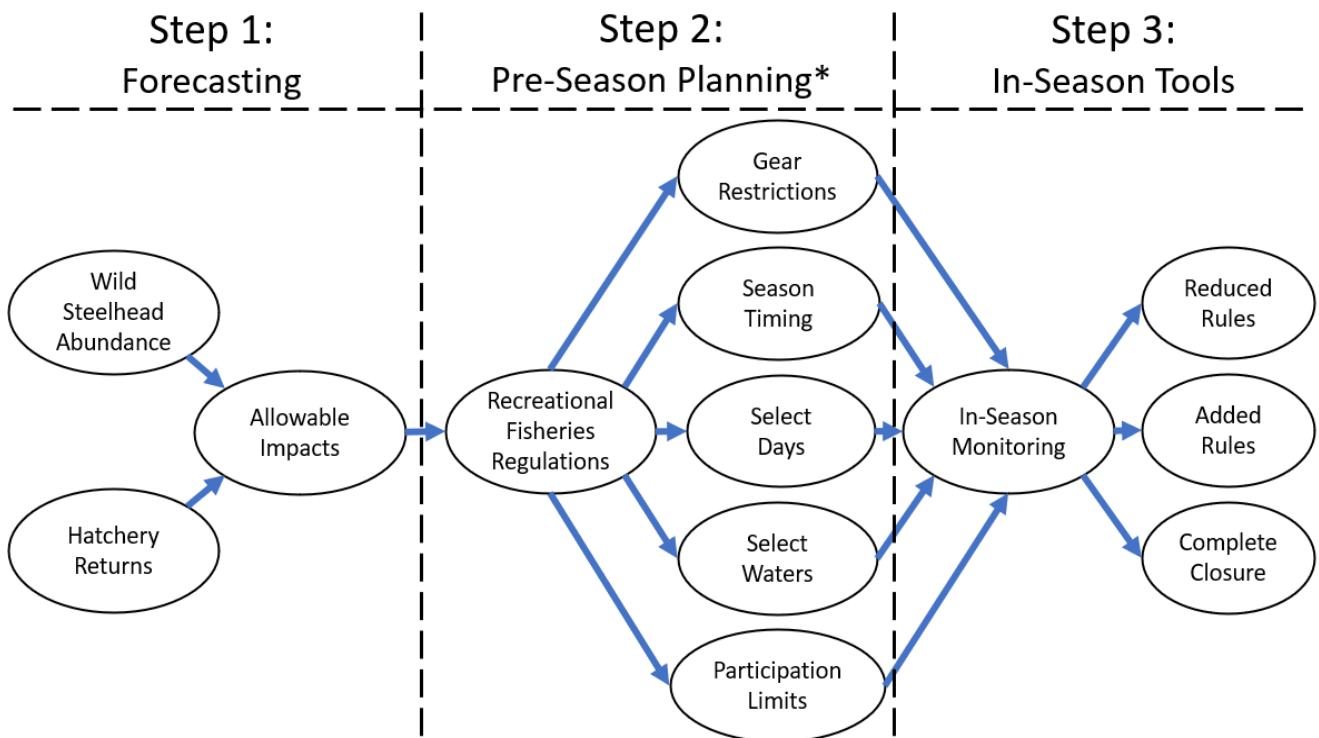 Step 1:
Forecasting
Step 2:
Pre-Season Planning*
Step 3:
In-Season Tools
Wild
Steelhead
Abundance
Hatchery
Returns
Allowable
Impacts
Recreational
Fisheries
Regulations
Gear
Restrictions
Season
Timing
Select
Days
Select
Waters
Participation
Limits
In-Season
Monitoring
Reduced
Rules
Added
Rules
Complete
Closure